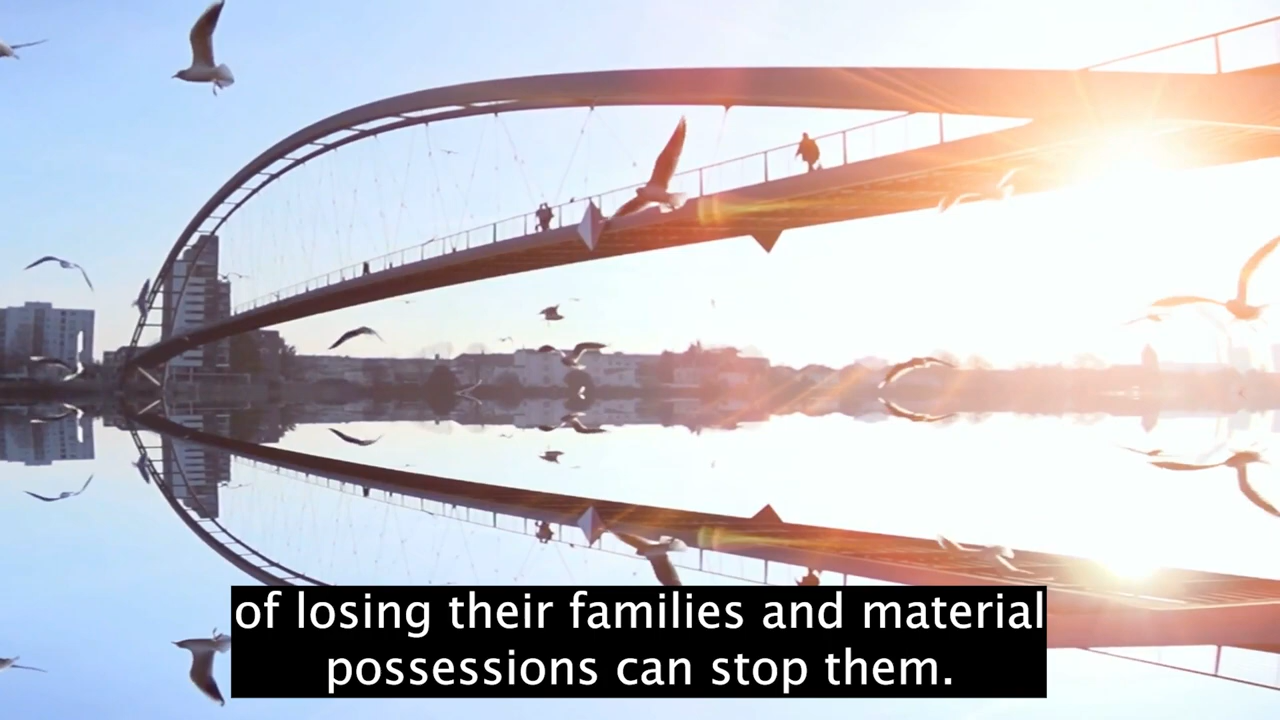 of losing their families and material
possessions can stop them.